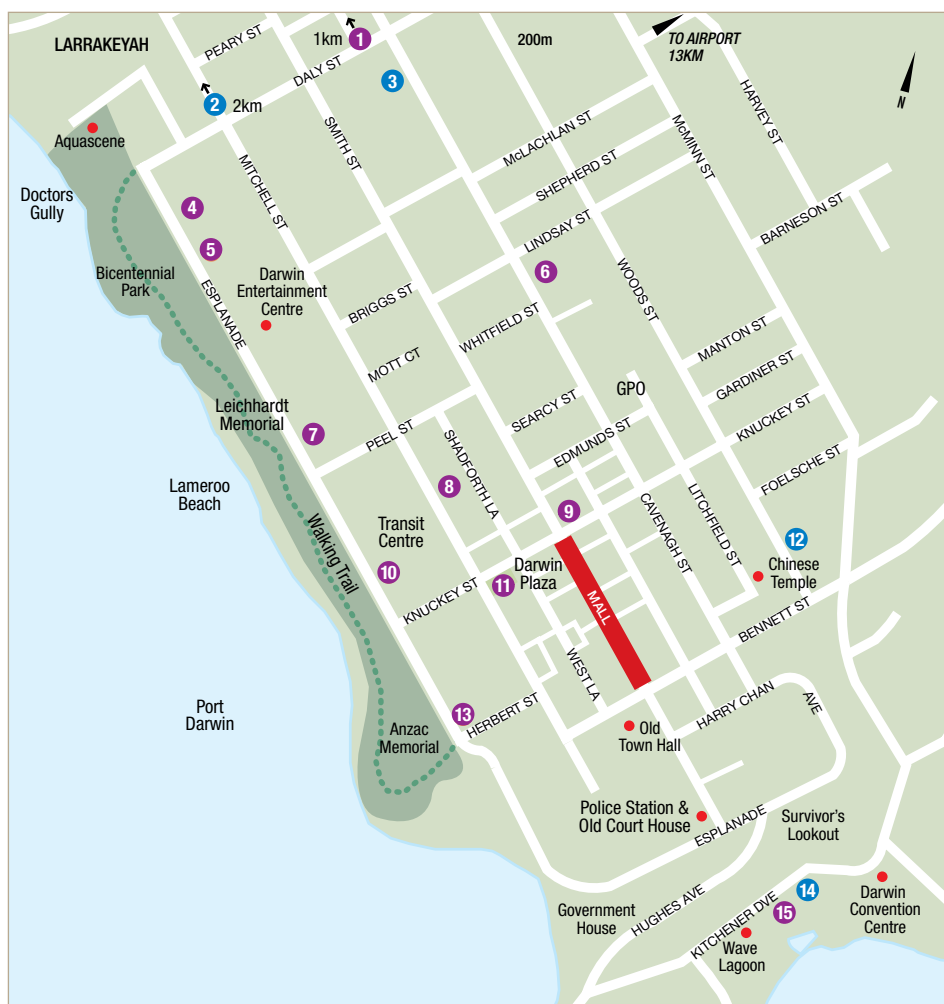 LARRAKEYAH
PEARY ST
1km
1
200m
TO AIRPORT
13KM
N
DALY ST
3
2
2km
HARVEY ST
Aquascene
SMITH ST
McMINN ST
McLACHLAN ST
MITCHELL ST
SHEPHERD ST
Doctors
Gully
4
LINDSAY ST
BARNESON ST
5
Bicentennial
Park
6
Darwin
Entertainment
Centre
ESPLANADE
BRIGGS ST
WOODS ST
WHITFIELD ST
MANTON ST
MOTT CT
GARDINER ST
GPO
Leichhardt
Memorial
7
PEEL ST
SEARCY ST
KNUCKEY ST
EDMUNDS ST
SHADFORTH LA
FOELSCHE ST
8
Lameroo
Beach
9
CAVENAGH ST
LITCHFIELD ST
Walking Trail
Transit
Centre
12
10
Darwin
Plaza
11
Chinese
Temple
KNUCKEY ST
MALL
BENNETT ST
WEST LA
Port
Darwin
13
HERBERT ST
HARRY CHAN
AVE
Anzac
Memorial
Old
Town Hall
Police Station &
Old Court House
ESPLANADE
Survivor's
Lookout
Government
House
HUGHES AVE
14
15
KITCHENER DVE
Darwin
Convention
Centre
Wave
Lagoon